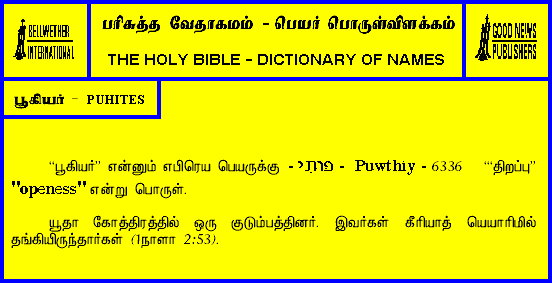 BELLWETHER
INTERNATIONAL
பரிசுத்த வேதாகமம் - பெயர் பொருள்விளக்கம்
THE HOLY BIBLE - DICTIONARY OF NAMES
GOOD NEWS
PUBLISHERS
பூகியர் - PUHITES
“பூகியர்” என்னும் எபிரெய பெயருக்கு - פּוּתִי - Puwthiy - 6336 “‘திறப்பு”
"openess" என்று பொருள்.
யூதா கோத்திரத்தில் ஒரு குடும்பத்தினர். இவர்கள் கீரியாத் யெயாரிமில்
தங்கியிருந்தார்கள் (1நாளா 2:53).